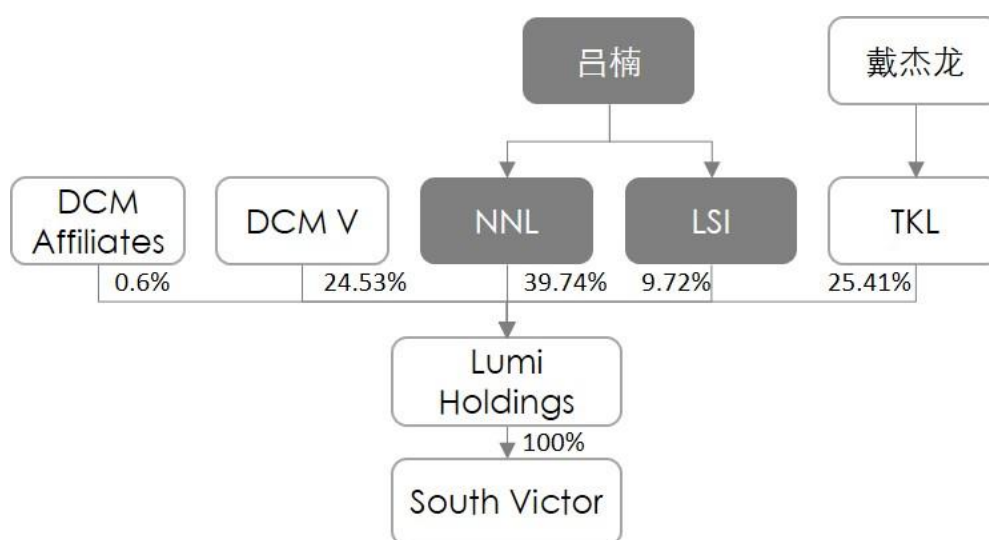 吕楠
戴杰龙
DCM
Affiliates
DCM V
NNL
LSI
TKL
0.6%
24.53%
39.74%
9.72%
25.41%
Lumi
Holdings
100%
South Victor